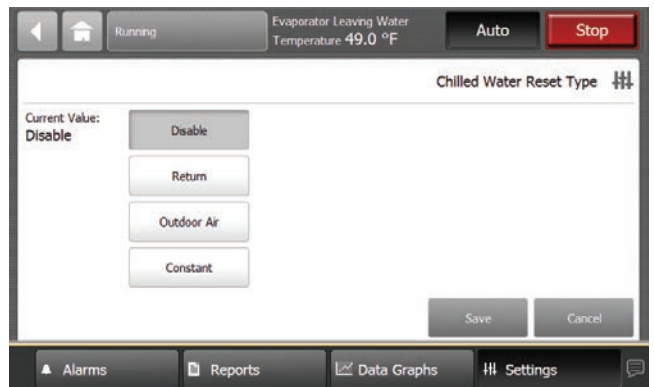 Running
Evaporator Leaving Water
Temperature 49.0 °F
Auto
Stop
Chilled Water Reset Type
Current Value:
Disable
Disable
Return
Outdoor Air
Constant
Save
Cancel
Alarms
Reports
Data Graphs
Settings